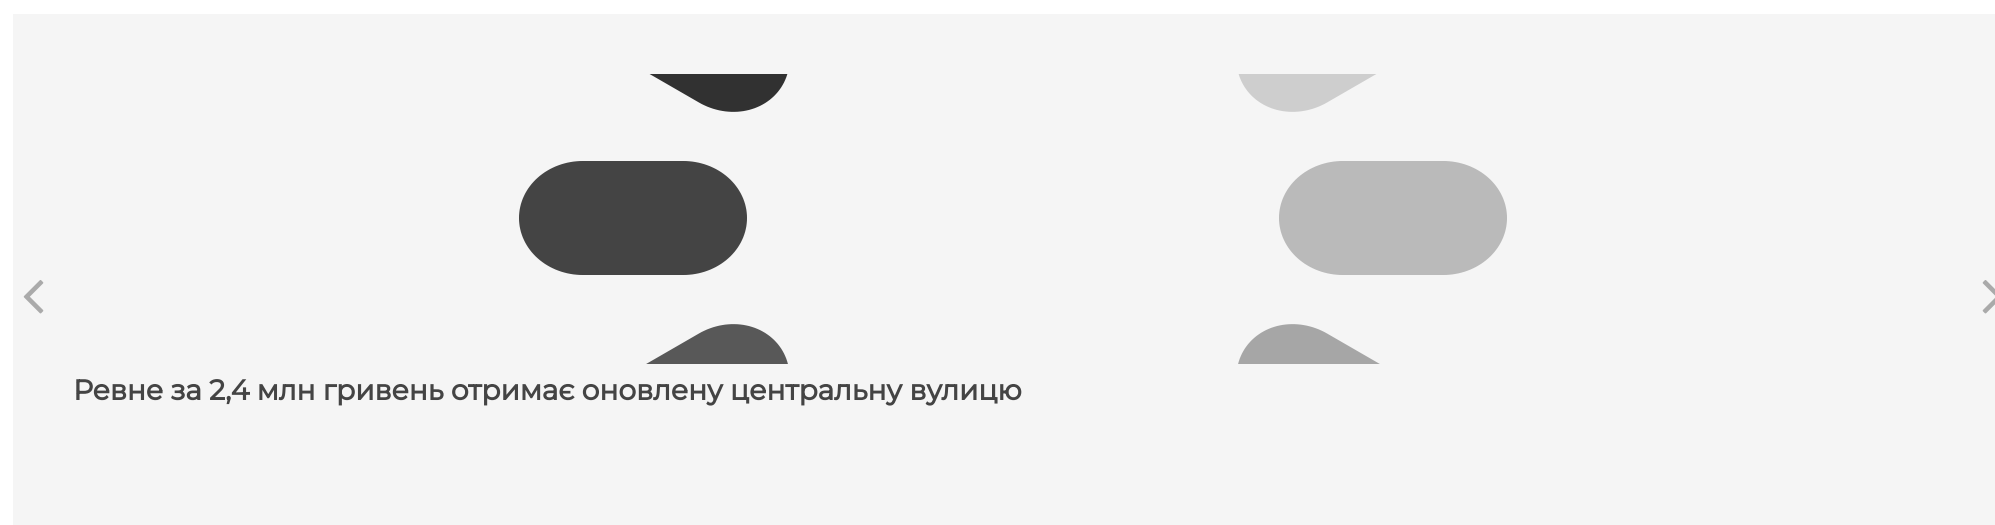 Ревне за 2,4 млн гривень отримає оновлену центральну вулицю